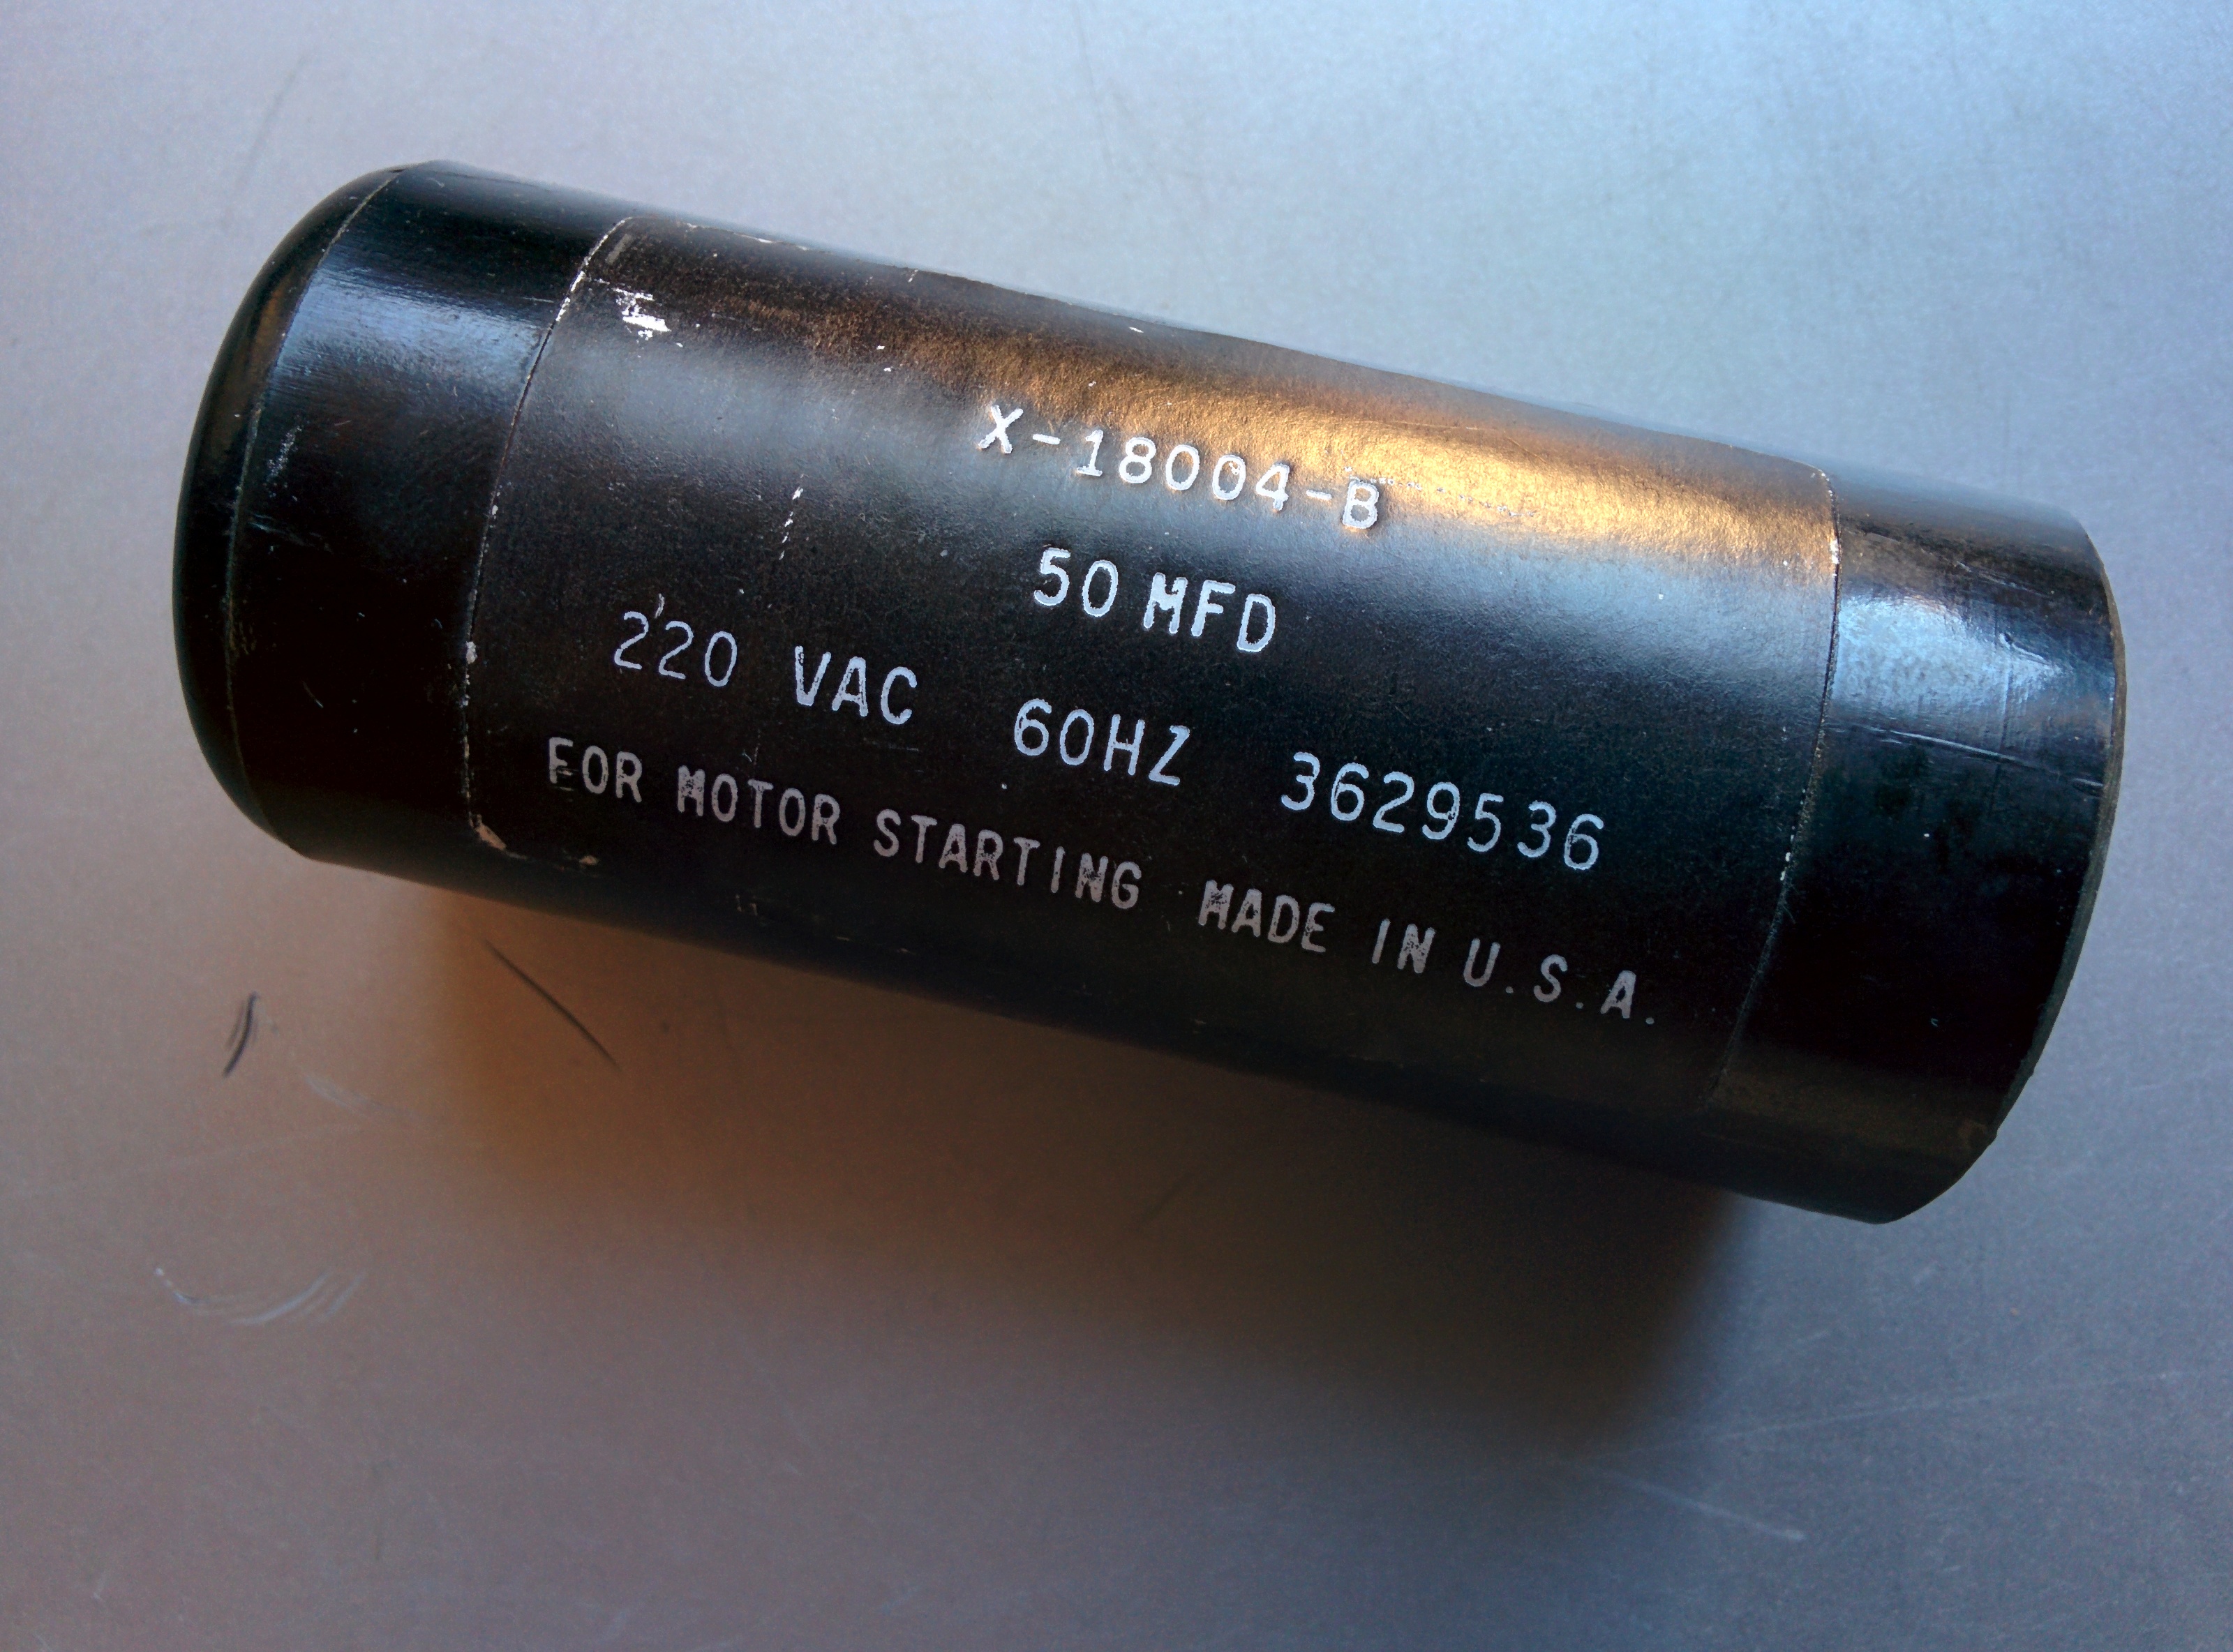 X-18004-B
50 MFD
220 VAC 60HZ 3629536
FOR MOTOR STARTING MADE IN U.S.A.